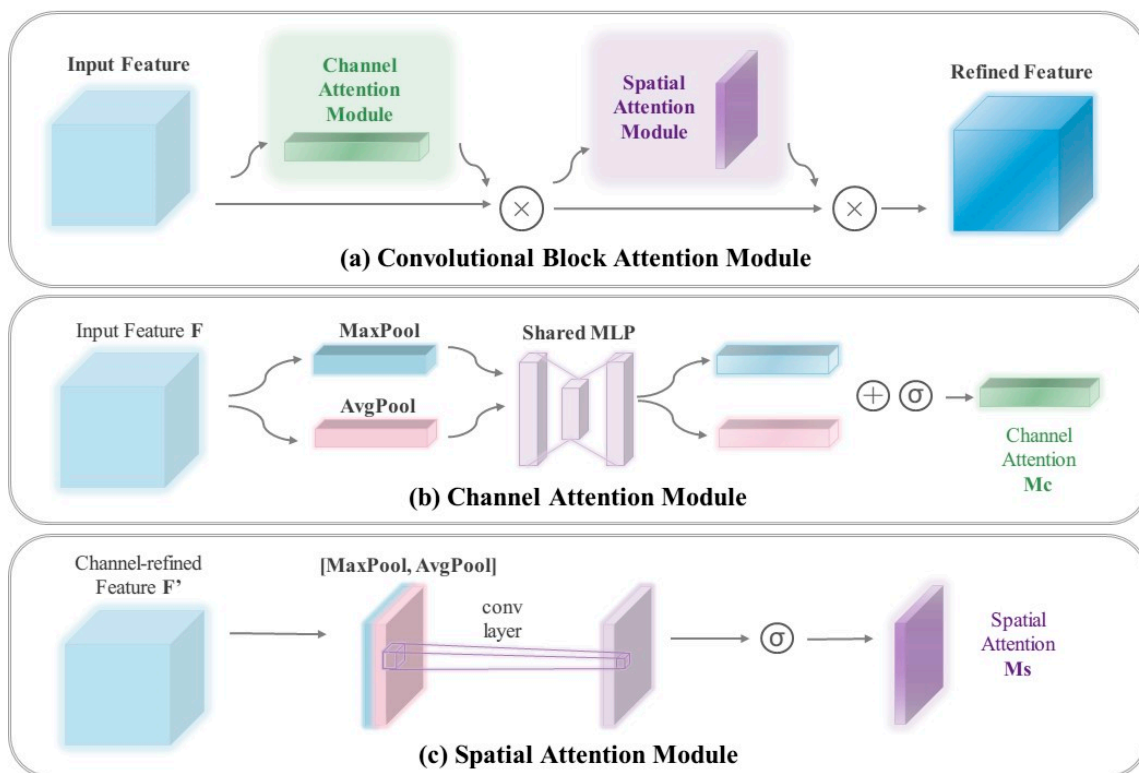 Input Feature
Channel
Attention
Module
Spatial
Attention
Module
Refined Feature
(a) Convolutional Block Attention Module
Input Feature F
MaxPool
AvgPool
Shared MLP
σ
Channel
Attention
Mc
(b) Channel Attention Module
Channel-refined
Feature F’
[MaxPool, AvgPool]
conv
layer
σ
Spatial
Attention
Ms
(c) Spatial Attention Module